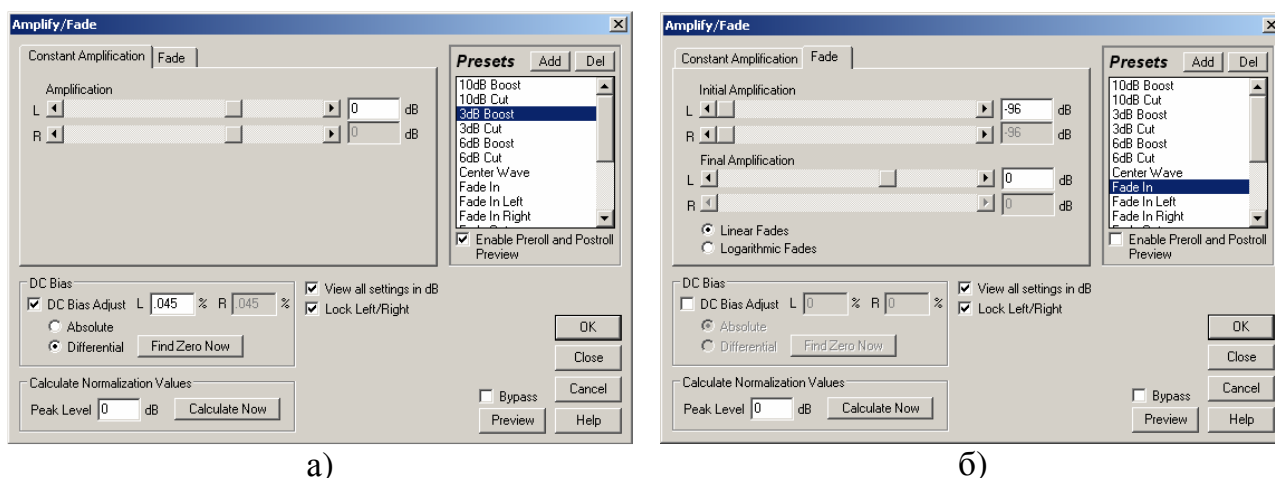 Amplify/Fade
Constant Amplification Fade
Amplification
L 0 dB
R 0 dB
Presets Add Del
10dB Boost
10dB Cut
3dB Boost
3dB Cut
6dB Boost
6dB Cut
Center Wave
Fade In
Fade In Left
Fade In Right
Enable Preroll and Postroll
Preview
DC Bias
DC Bias Adjust L .045 % R .045 %
Absolute
Differential Find Zero Now
View all settings in dB
Lock Left/Right
Calculate Normalization Values
Peak Level 0 dB Calculate Now
Bypass
Preview
OK
Close
Cancel
Help
а)
Amplify/Fade
Constant Amplification Fade
Initial Amplification
L -96 dB
R -96 dB
Final Amplification
L 0 dB
R 0 dB
Linear Fades
Logarithmic Fades
Presets Add Del
10dB Boost
10dB Cut
3dB Boost
3dB Cut
6dB Boost
6dB Cut
Center Wave
Fade In
Fade In Left
Fade In Right
Enable Preroll and Postroll
Preview
DC Bias
DC Bias Adjust L 0 % R 0 %
Absolute
Differential Find Zero Now
View all settings in dB
Lock Left/Right
Calculate Normalization Values
Peak Level 0 dB Calculate Now
Bypass
Preview
OK
Close
Cancel
Help
б)